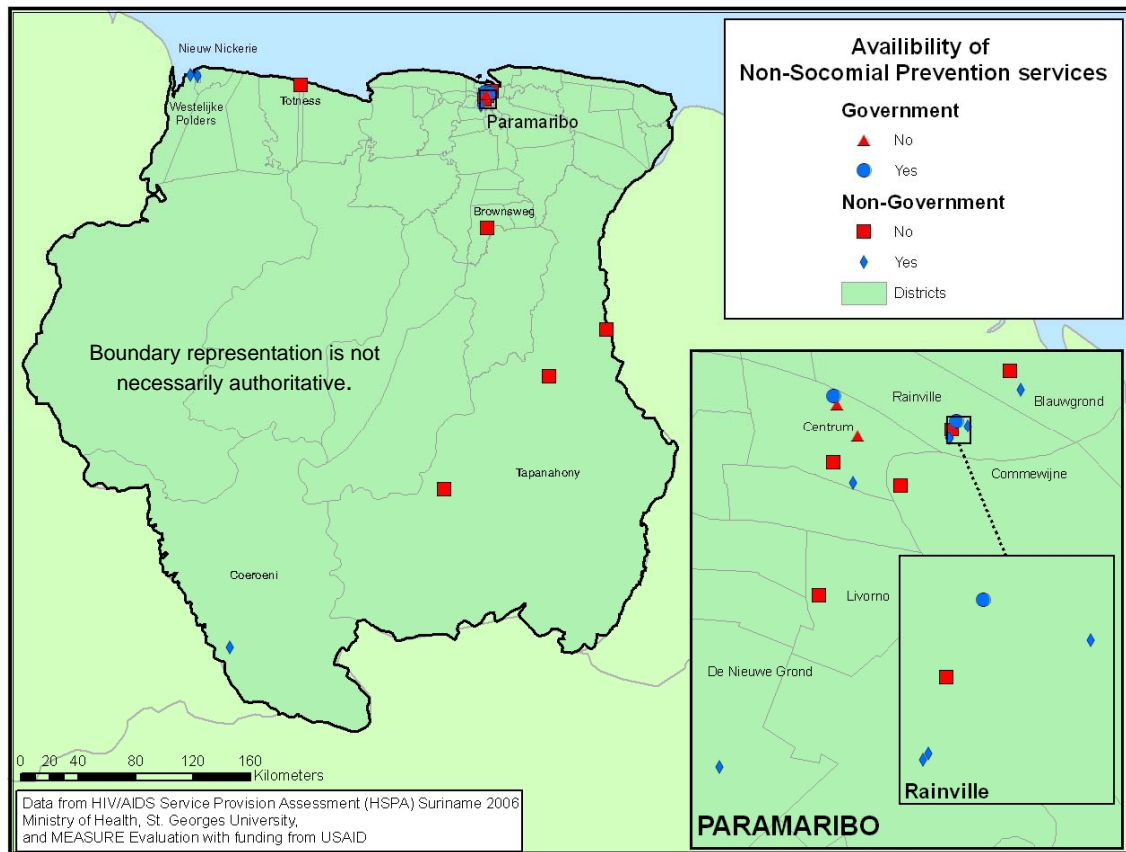 Availibility of
Non-Socomial Prevention services
Government
No
Yes
Non-Government
No
Yes
Districts
Nieuw Nickerie
Westelijke
Polders
Totness
Paramaribo
Brownsweg
Boundary representation is not
necessarily authoritative.
Tapanahony
Coeroeni
0 20 40 80 120 160
Kilometers
Data from HIV/AIDS Service Provision Assessment (HSPA) Suriname 2006
Ministry of Health, St. Georges University,
and MEASURE Evaluation with funding from USAID
Rainville
Blauwgrond
Centrum
Commewijne
Livorno
De Nieuwe Grond
Rainville
PARAMARIBO